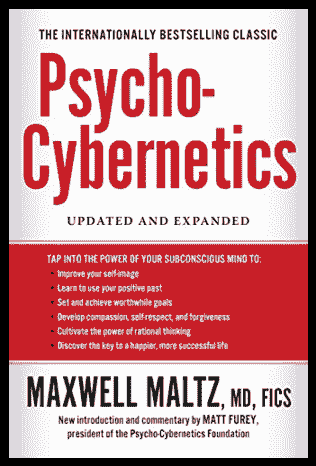 THE INTERNATIONALLY BESTSELLING CLASSIC
Psycho-
Cybernetics
UPDATED AND EXPANDED
TAP INTO THE POWER OF YOUR SUBCONSCIOUS MIND TO:
• Improve your self-image
• Learn to use your positive past
• Set and achieve worthwhile goals
• Develop compassion, self-respect, and forgiveness
• Cultivate the power of rational thinking
• Discover the key to a happier, more successful life
MAXWELL MALTZ, MD, FICS
New introduction and commentary by MATT FUREY,
president of the Psycho-Cybernetics Foundation